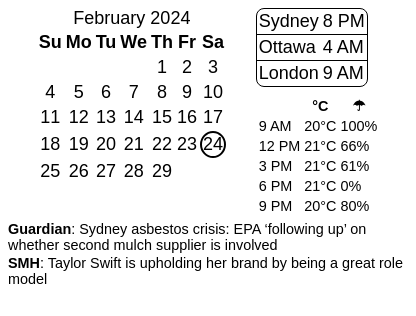 February 2024
Su Mo Tu We Th Fr Sa
1 2 3
4 5 6 7 8 9 10
11 12 13 14 15 16 17
18 19 20 21 22 23 24
25 26 27 28 29
Sydney 8 PM
Ottawa 4 AM
London 9 AM
°C ☂
9 AM 20°C 100%
12 PM 21°C 66%
3 PM 21°C 61%
6 PM 21°C 0%
9 PM 20°C 80%
Guardian: Sydney asbestos crisis: EPA ‘following up’ on
whether second mulch supplier is involved
SMH: Taylor Swift is upholding her brand by being a great role
model